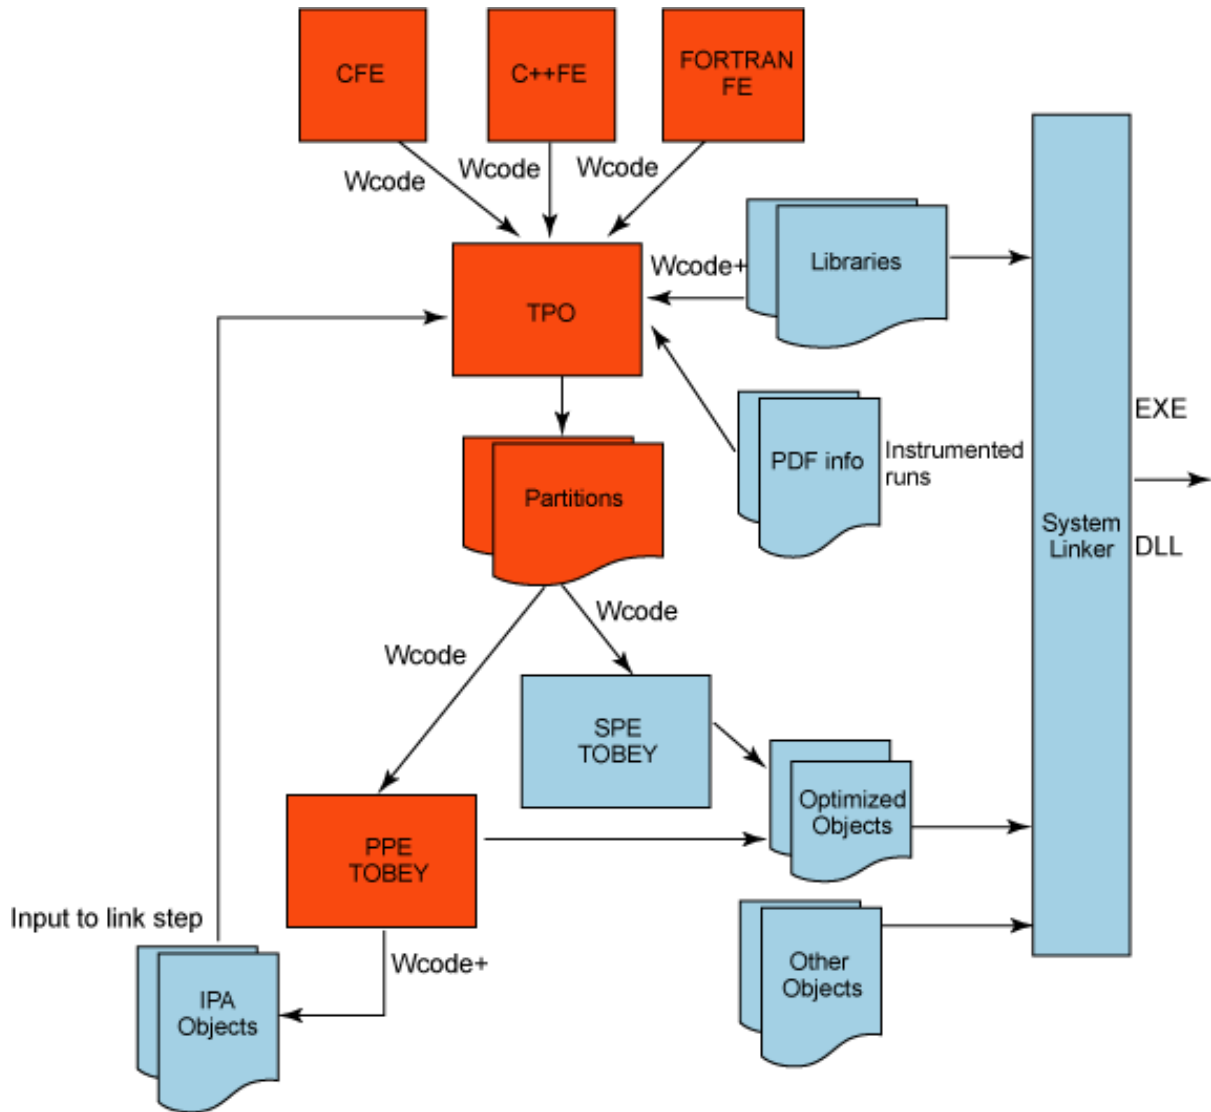 CFE
C++FE
FORTRAN
FE
Wcode
Wcode
Wcode
TPO
Wcode+
Libraries
Partitions
PDF info
Instrumented
runs
EXE
System
Linker
DLL
Wcode
Wcode
SPE
TOBEY
Optimized
Objects
PPE
TOBEY
Input to link step
Wcode+
IPA
Objects
Other
Objects